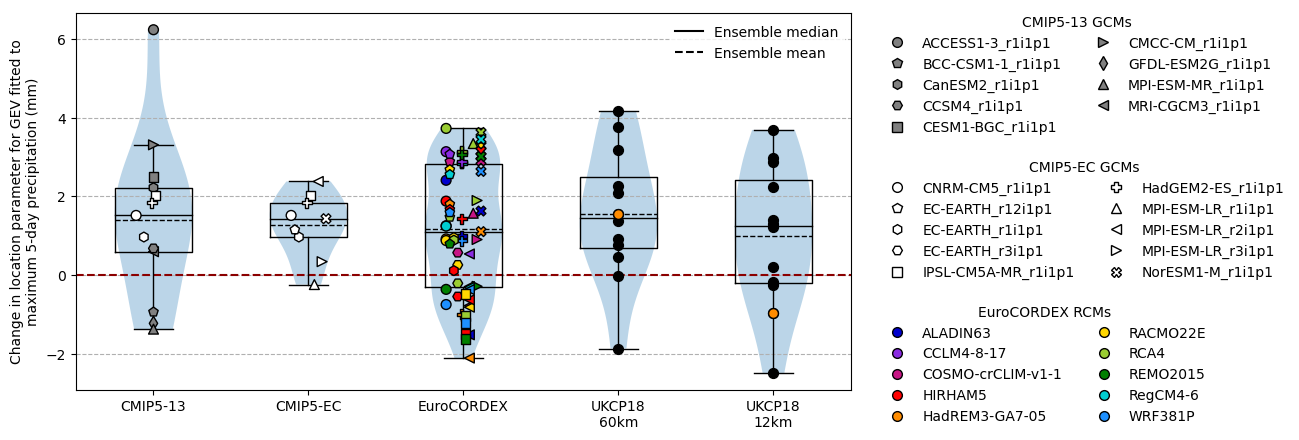 Change in location parameter for GEV fitted to
maximum 5-day precipitation (mm)
6
4
2
0
−2
Ensemble median
Ensemble mean
CMIP5-13
CMIP5-EC
EuroCORDEX
UKCP18
60km
UKCP18
12km
CMIP5-13 GCMs
ACCESS1-3_r1i1p1
BCC-CSM1-1_r1i1p1
CanESM2_r1i1p1
CCSM4_r1i1p1
CESM1-BGC_r1i1p1
CMCC-CM_r1i1p1
GFDL-ESM2G_r1i1p1
MPI-ESM-MR_r1i1p1
MRI-CGCM3_r1i1p1
CMIP5-EC GCMs
CNRM-CM5_r1i1p1
EC-EARTH_r12i1p1
EC-EARTH_r1i1p1
EC-EARTH_r3i1p1
IPSL-CM5A-MR_r1i1p1
HadGEM2-ES_r1i1p1
MPI-ESM-LR_r1i1p1
MPI-ESM-LR_r2i1p1
MPI-ESM-LR_r3i1p1
NorESM1-M_r1i1p1
EuroCORDEX RCMs
ALADIN63
CCLM4-8-17
COSMO-crCLIM-v1-1
HIRHAM5
HadREM3-GA7-05
RACMO22E
RCA4
REMO2015
RegCM4-6
WRF381P